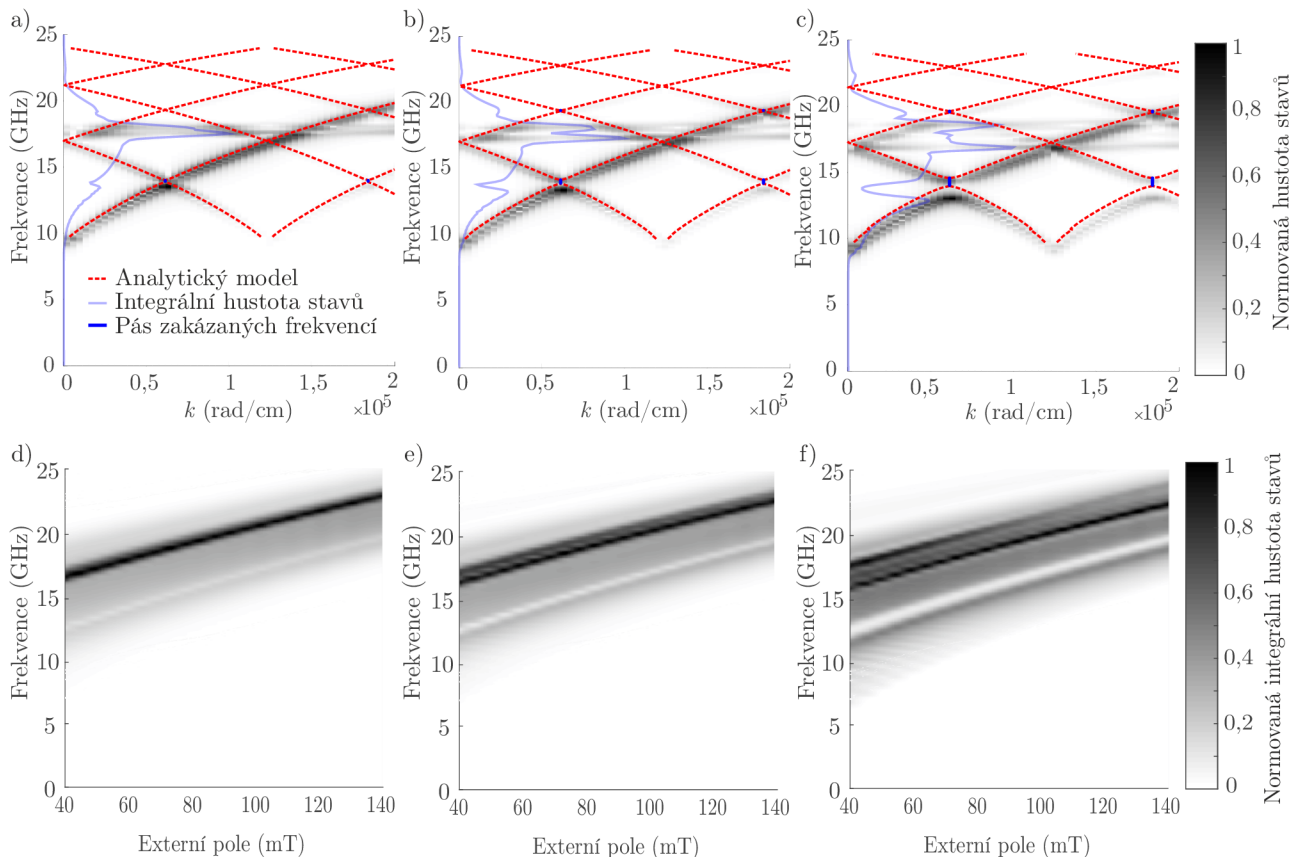 a)
25
20
15
10
5
0
Frekvence (GHz)
Analytický model
Integrální hustota stavů
Pás zakázaných frekvencí
0 0,5 1 1,5 2
k (rad/cm) ×10⁵
b)
25
20
15
10
5
0
Frekvence (GHz)
0 0,5 1 1,5 2
k (rad/cm) ×10⁵
c)
25
20
15
10
5
0
Frekvence (GHz)
0 0,5 1 1,5 2
k (rad/cm) ×10⁵
1
0,8
0,6
0,4
0,2
0
Normovaná hustota stavů
d)
25
20
15
10
5
0
Frekvence (GHz)
40 60 80 100 120 140
Externí pole (mT)
e)
25
20
15
10
5
0
Frekvence (GHz)
40 60 80 100 120 140
Externí pole (mT)
f)
25
20
15
10
5
0
Frekvence (GHz)
40 60 80 100 120 140
Externí pole (mT)
1
0,8
0,6
0,4
0,2
0
Normovaná integrální hustota stavů